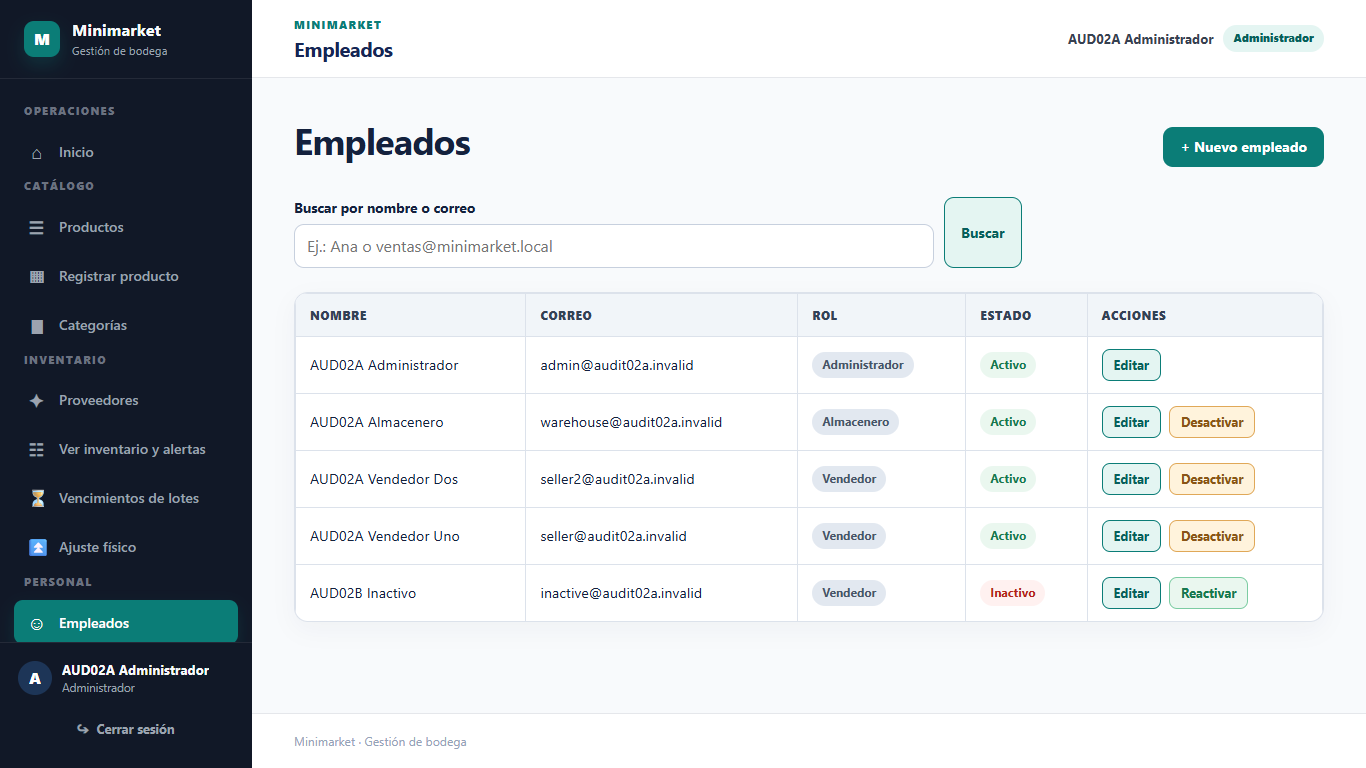 M
Minimarket
Gestión de bodega
OPERACIONES
Inicio
CATÁLOGO
Productos
Registrar producto
Categorías
INVENTARIO
Proveedores
Ver inventario y alertas
Vencimientos de lotes
Ajuste físico
PERSONAL
Empleados
A
AUD02A Administrador
Administrador
Cerrar sesión
MINIMARKET
Empleados
AUD02A Administrador Administrador
Empleados
+ Nuevo empleado
Buscar por nombre o correo
Ej.: Ana o ventas@minimarket.local
Buscar
NOMBRE CORREO ROL ESTADO ACCIONES
AUD02A Administrador admin@audit02a.invalid Administrador Activo Editar
AUD02A Almacenero warehouse@audit02a.invalid Almacenero Activo Editar Desactivar
AUD02A Vendedor Dos seller2@audit02a.invalid Vendedor Activo Editar Desactivar
AUD02A Vendedor Uno seller@audit02a.invalid Vendedor Activo Editar Desactivar
AUD02B Inactivo inactive@audit02a.invalid Vendedor Inactivo Editar Reactivar
Minimarket · Gestión de bodega